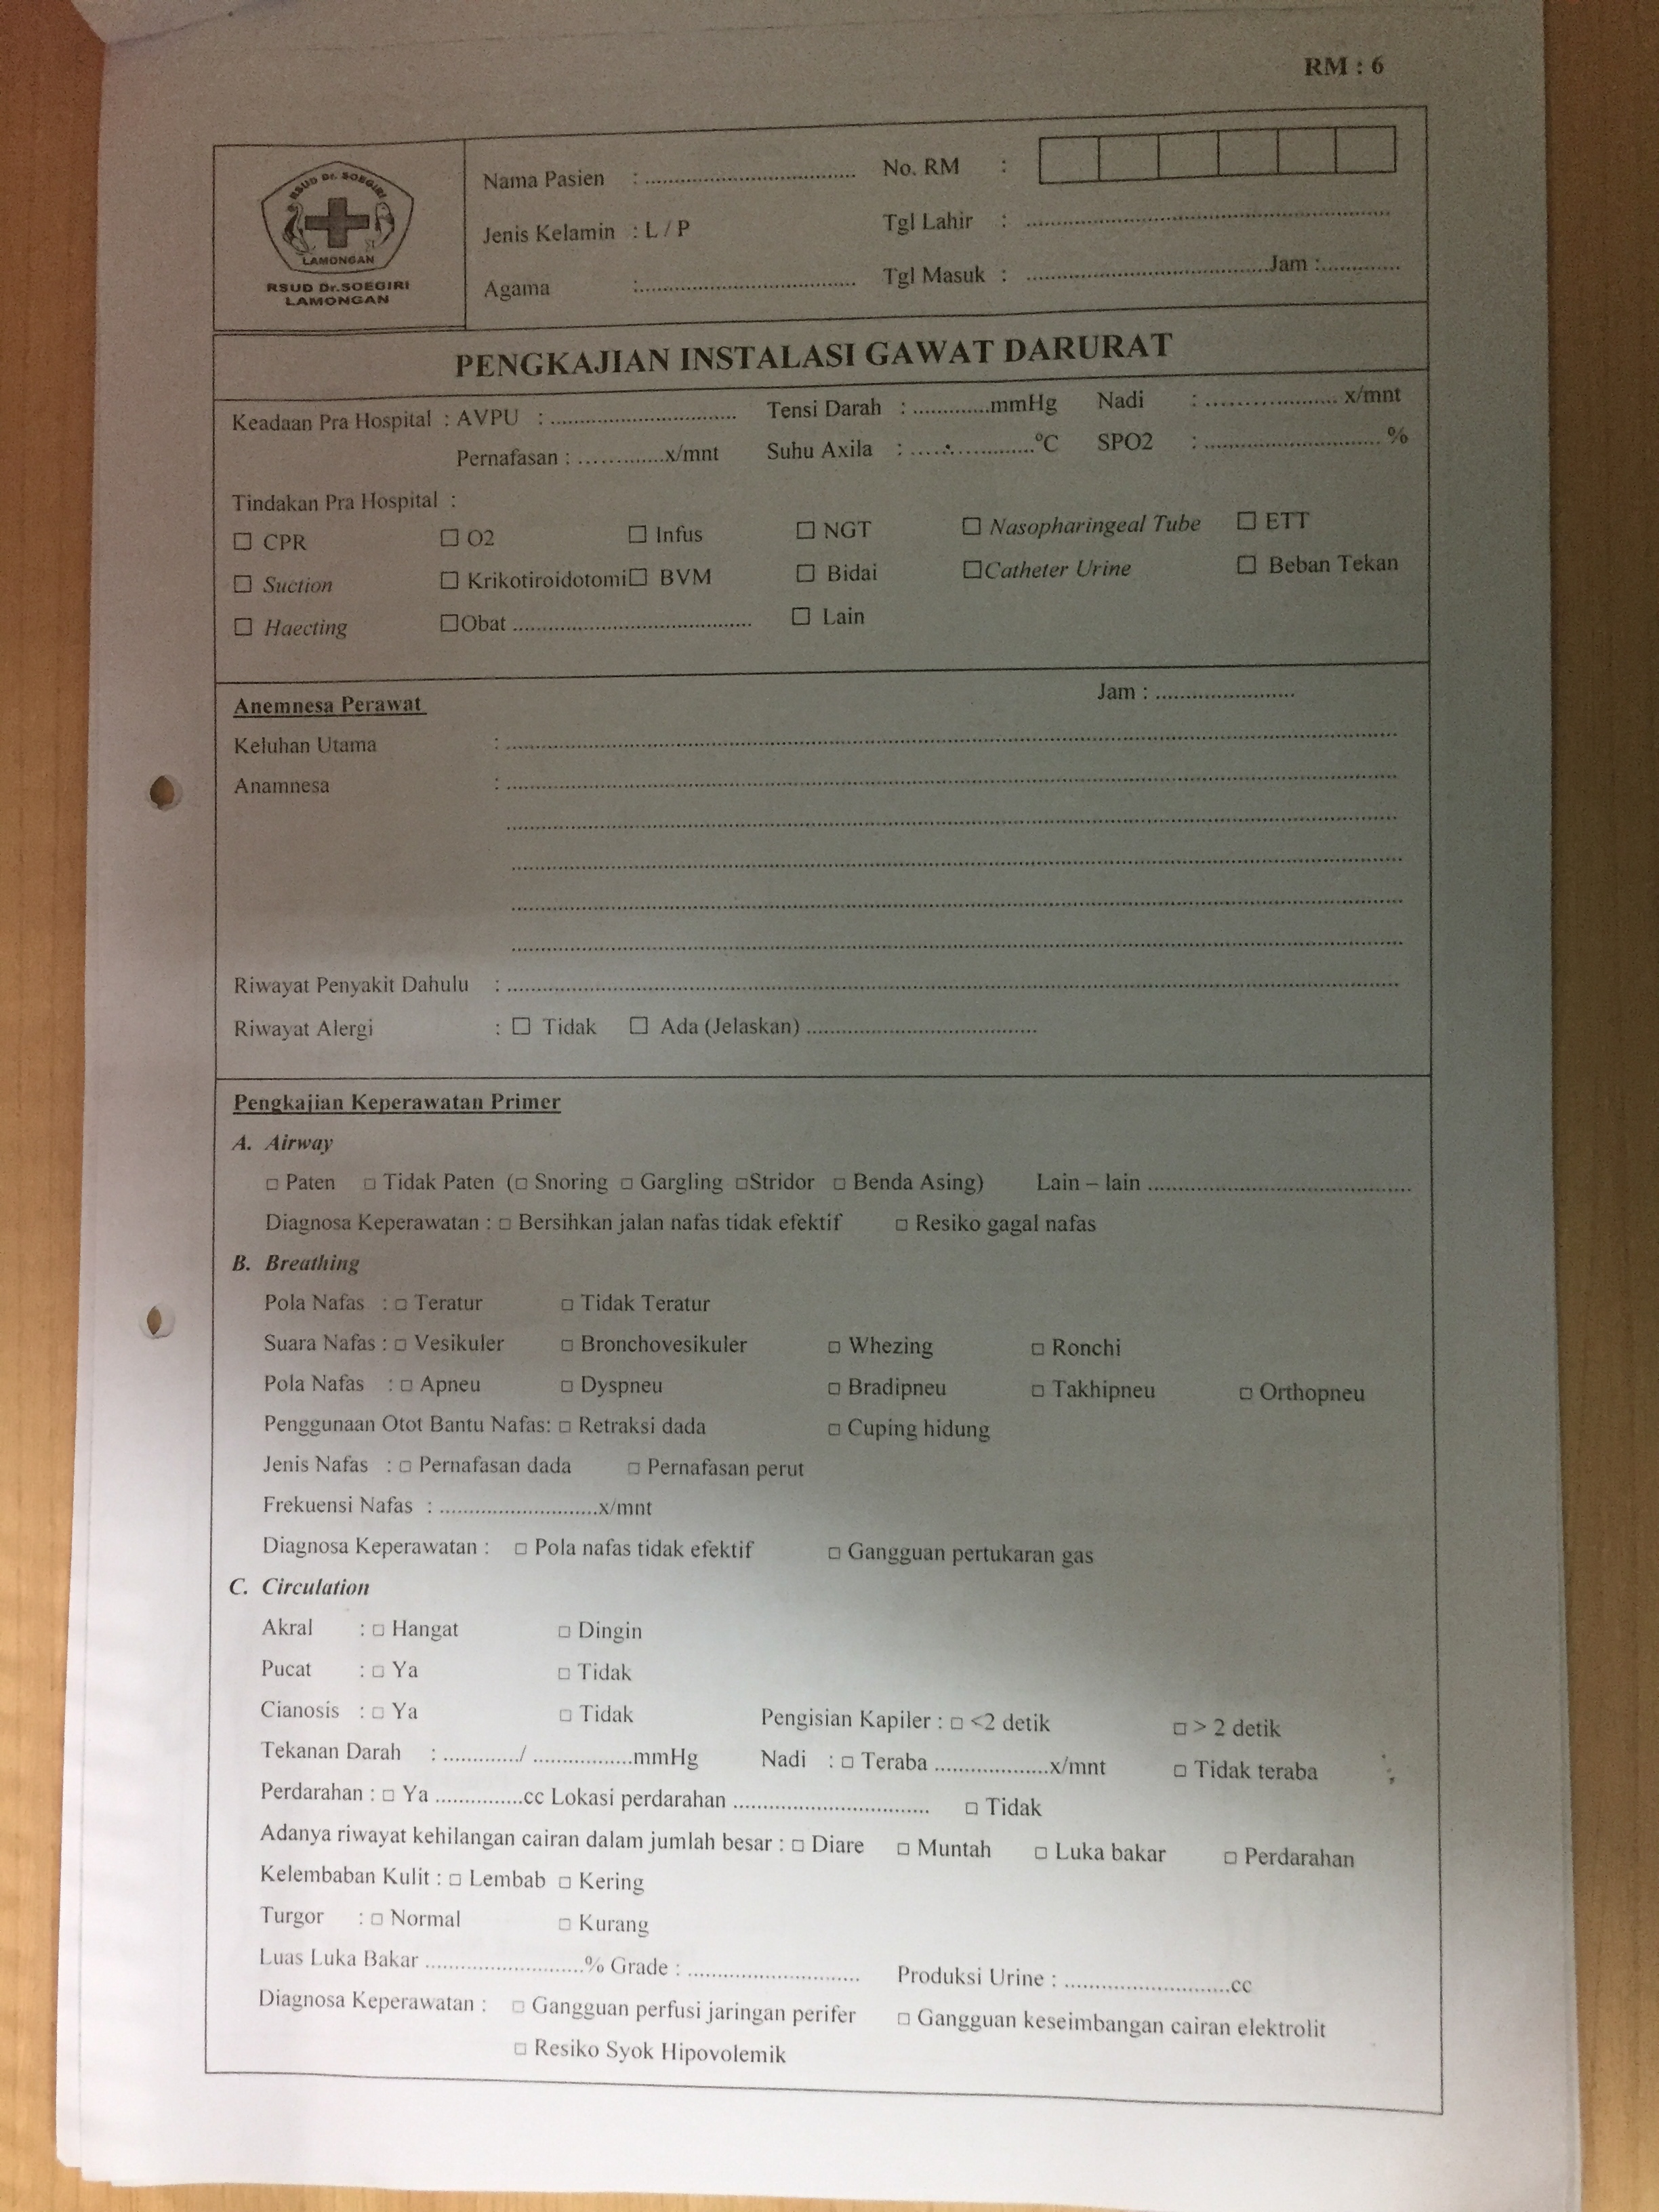 RM : 6
RSUD Dr. SOEGIRI
LAMONGAN
RSUD Dr.SOEGIRI
LAMONGAN
Nama Pasien : .................................... No. RM :
Jenis Kelamin : L / P Tgl Lahir : ....................................
Agama :.................................... Tgl Masuk : ....................................Jam :.............
PENGKAJIAN INSTALASI GAWAT DARURAT
Keadaan Pra Hospital : AVPU : ................................ Tensi Darah : .............mmHg Nadi : ...................... x/mnt
Pernafasan : ..............x/mnt Suhu Axila : .....................°C SPO2 : .............................. %
Tindakan Pra Hospital :
☐ CPR ☐ O2 ☐ Infus ☐ NGT ☐ Nasopharingeal Tube ☐ ETT
☐ Suction ☐ Krikotiroidotomi☐ BVM ☐ Bidai ☐Catheter Urine ☐ Beban Tekan
☐ Haecting ☐Obat ........................................ ☐ Lain
Anemnesa Perawat Jam : ........................
Keluhan Utama : ....................................
Anamnesa : ....................................
Riwayat Penyakit Dahulu : ....................................
Riwayat Alergi : ☐ Tidak ☐ Ada (Jelaskan) .......................................
Pengkajian Keperawatan Primer
A. Airway
□ Paten □ Tidak Paten (□ Snoring □ Gargling □Stridor □ Benda Asing) Lain – lain .............................................
Diagnosa Keperawatan : □ Bersihkan jalan nafas tidak efektif □ Resiko gagal nafas
B. Breathing
Pola Nafas : □ Teratur □ Tidak Teratur
Suara Nafas : □ Vesikuler □ Bronchovesikuler □ Whezing □ Ronchi
Pola Nafas : □ Apneu □ Dyspneu □ Bradipneu □ Takhipneu □ Orthopneu
Penggunaan Otot Bantu Nafas: □ Retraksi dada □ Cuping hidung
Jenis Nafas : □ Pernafasan dada □ Pernafasan perut
Frekuensi Nafas : ...........................x/mnt
Diagnosa Keperawatan : □ Pola nafas tidak efektif □ Gangguan pertukaran gas
C. Circulation
Akral : □ Hangat □ Dingin
Pucat : □ Ya □ Tidak
Cianosis : □ Ya □ Tidak Pengisian Kapiler : □ <2 detik □ > 2 detik
Tekanan Darah : ............./ .................mmHg Nadi : □ Teraba ...................x/mnt □ Tidak teraba
Perdarahan : □ Ya ...............cc Lokasi perdarahan ................................. □ Tidak
Adanya riwayat kehilangan cairan dalam jumlah besar : □ Diare □ Muntah □ Luka bakar □ Perdarahan
Kelembaban Kulit : □ Lembab □ Kering
Turgor : □ Normal □ Kurang
Luas Luka Bakar ...........................% Grade : ............................. Produksi Urine : ............................cc
Diagnosa Keperawatan : □ Gangguan perfusi jaringan perifer □ Gangguan keseimbangan cairan elektrolit
□ Resiko Syok Hipovolemik